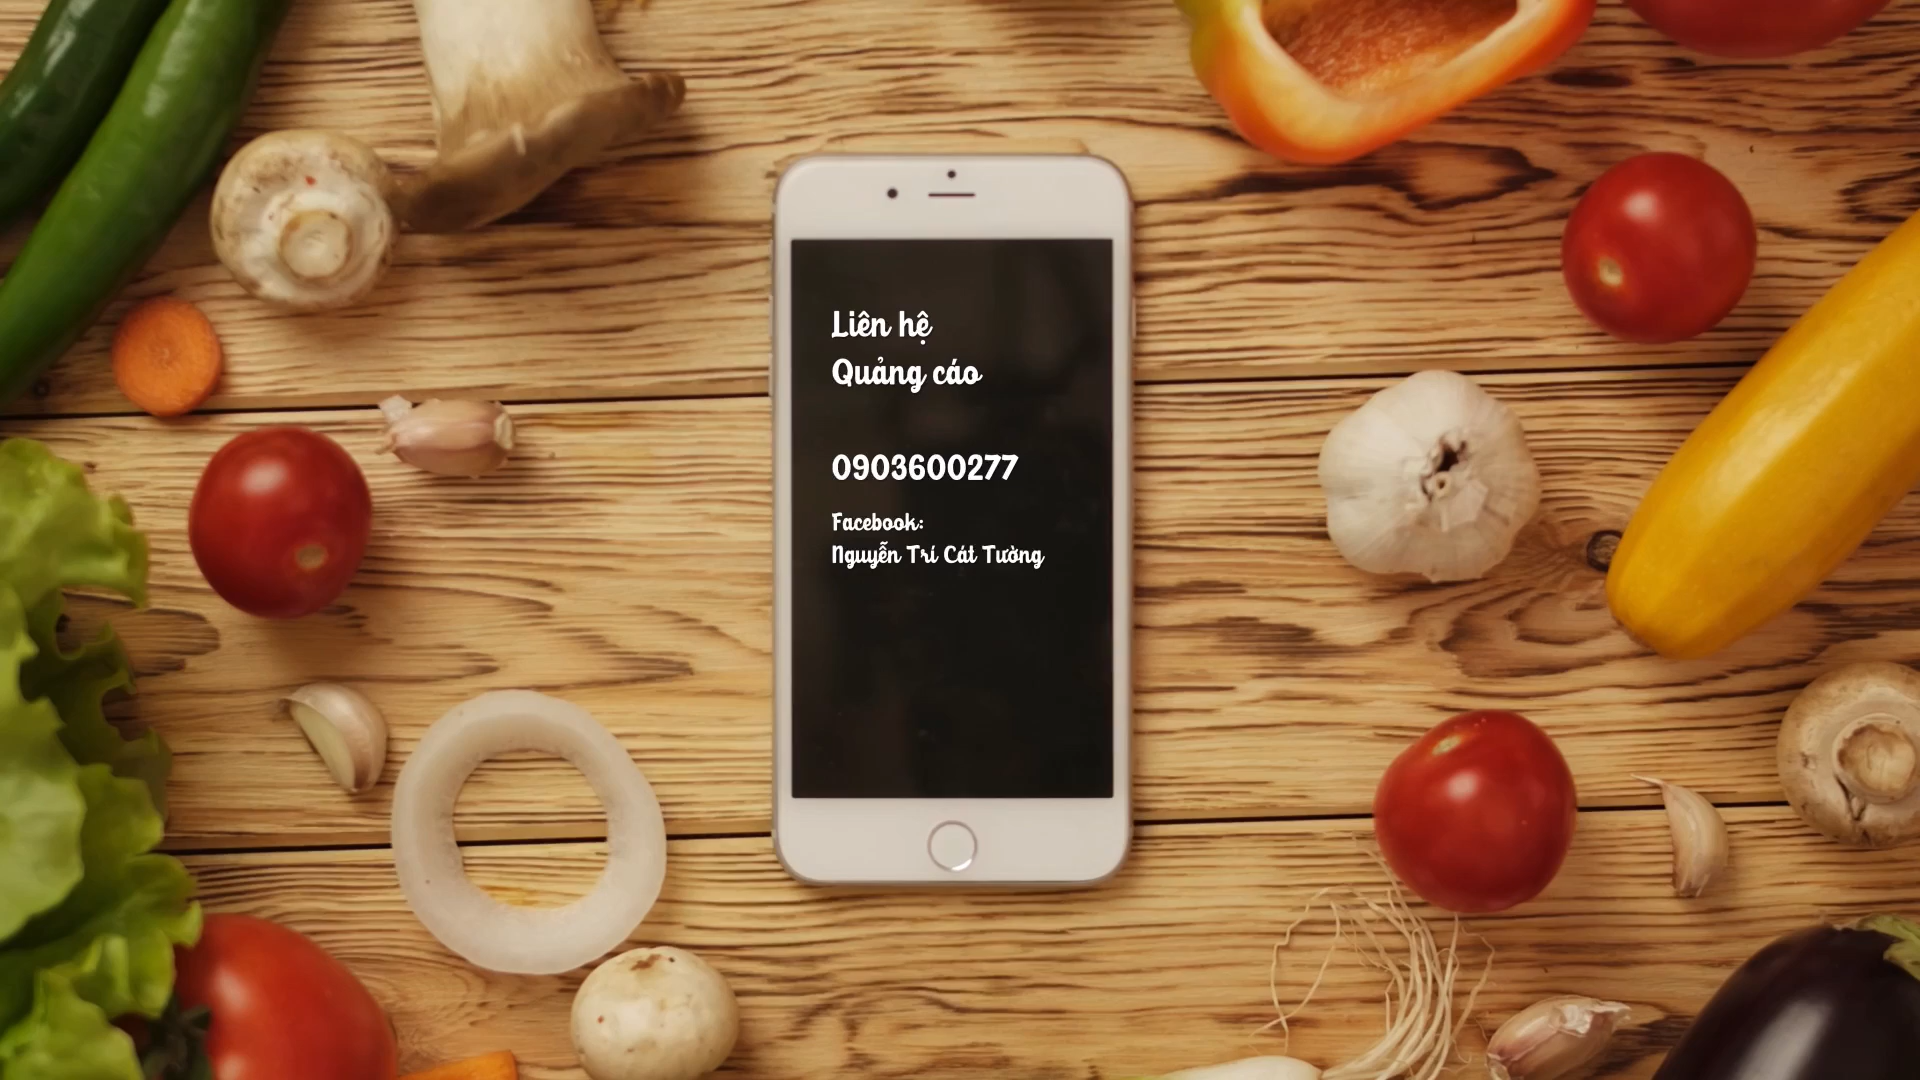 Liên hệ
Quảng cáo
0903600277
Facebook:
Nguyễn Trí Cát Tường